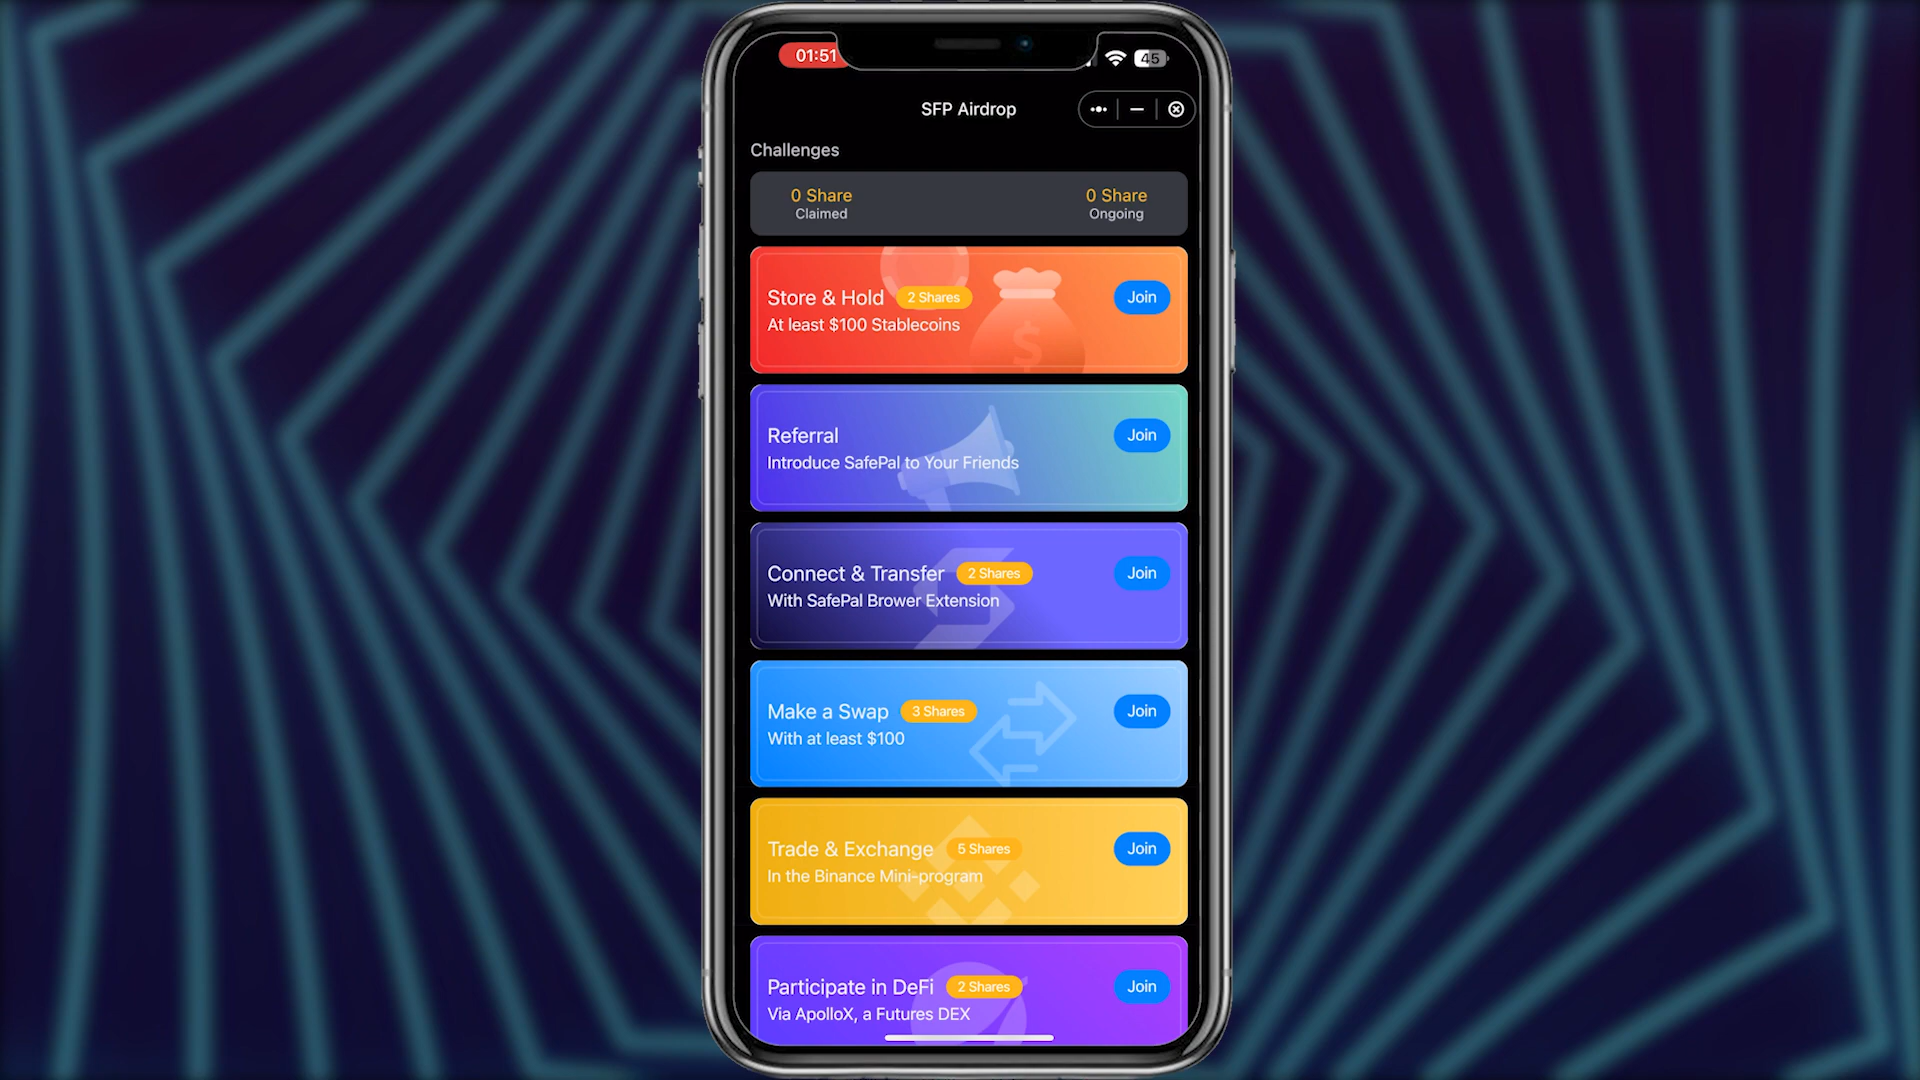 01:51
45
SFP Airdrop
Challenges
0 Share
Claimed
0 Share
Ongoing
Store & Hold 2 Shares
At least $100 Stablecoins
Join
Referral
Introduce SafePal to Your Friends
Join
Connect & Transfer 2 Shares
With SafePal Brower Extension
Join
Make a Swap 3 Shares
With at least $100
Join
Trade & Exchange 5 Shares
In the Binance Mini-program
Join
Participate in DeFi 2 Shares
Via ApolloX, a Futures DEX
Join